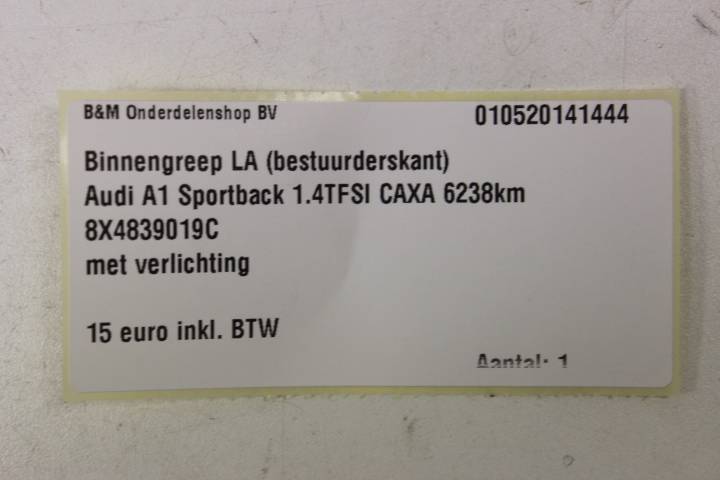 B&M Onderdelenshop BV 010520141444
Binnengreep LA (bestuurderskant)
Audi A1 Sportback 1.4TFSI CAXA 6238km
8X4839019C
met verlichting
15 euro inkl. BTW
Aantal: 1